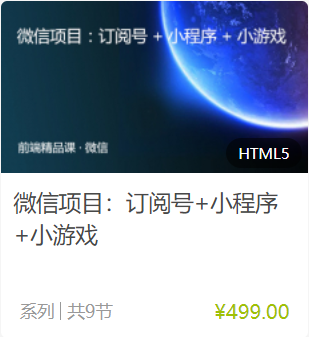 微信项目：订阅号 + 小程序 + 小游戏
前端精品课 · 微信
HTML5
微信项目：订阅号+小程序
+小游戏
系列 | 共9节
¥499.00